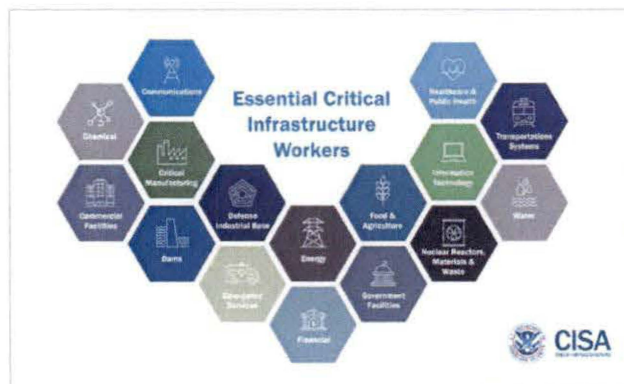 Essential Critical
Infrastructure
Workers
Communications
Healthcare &
Public Health
Chemical
Transportations
Systems
Critical
Manufacturing
Information
Technology
Commercial
Facilities
Defense
Industrial Base
Food &
Agriculture
Water
Dams
Energy
Nuclear Reactors,
Materials &
Waste
Emergency
Services
Government
Facilities
Financial
CISA